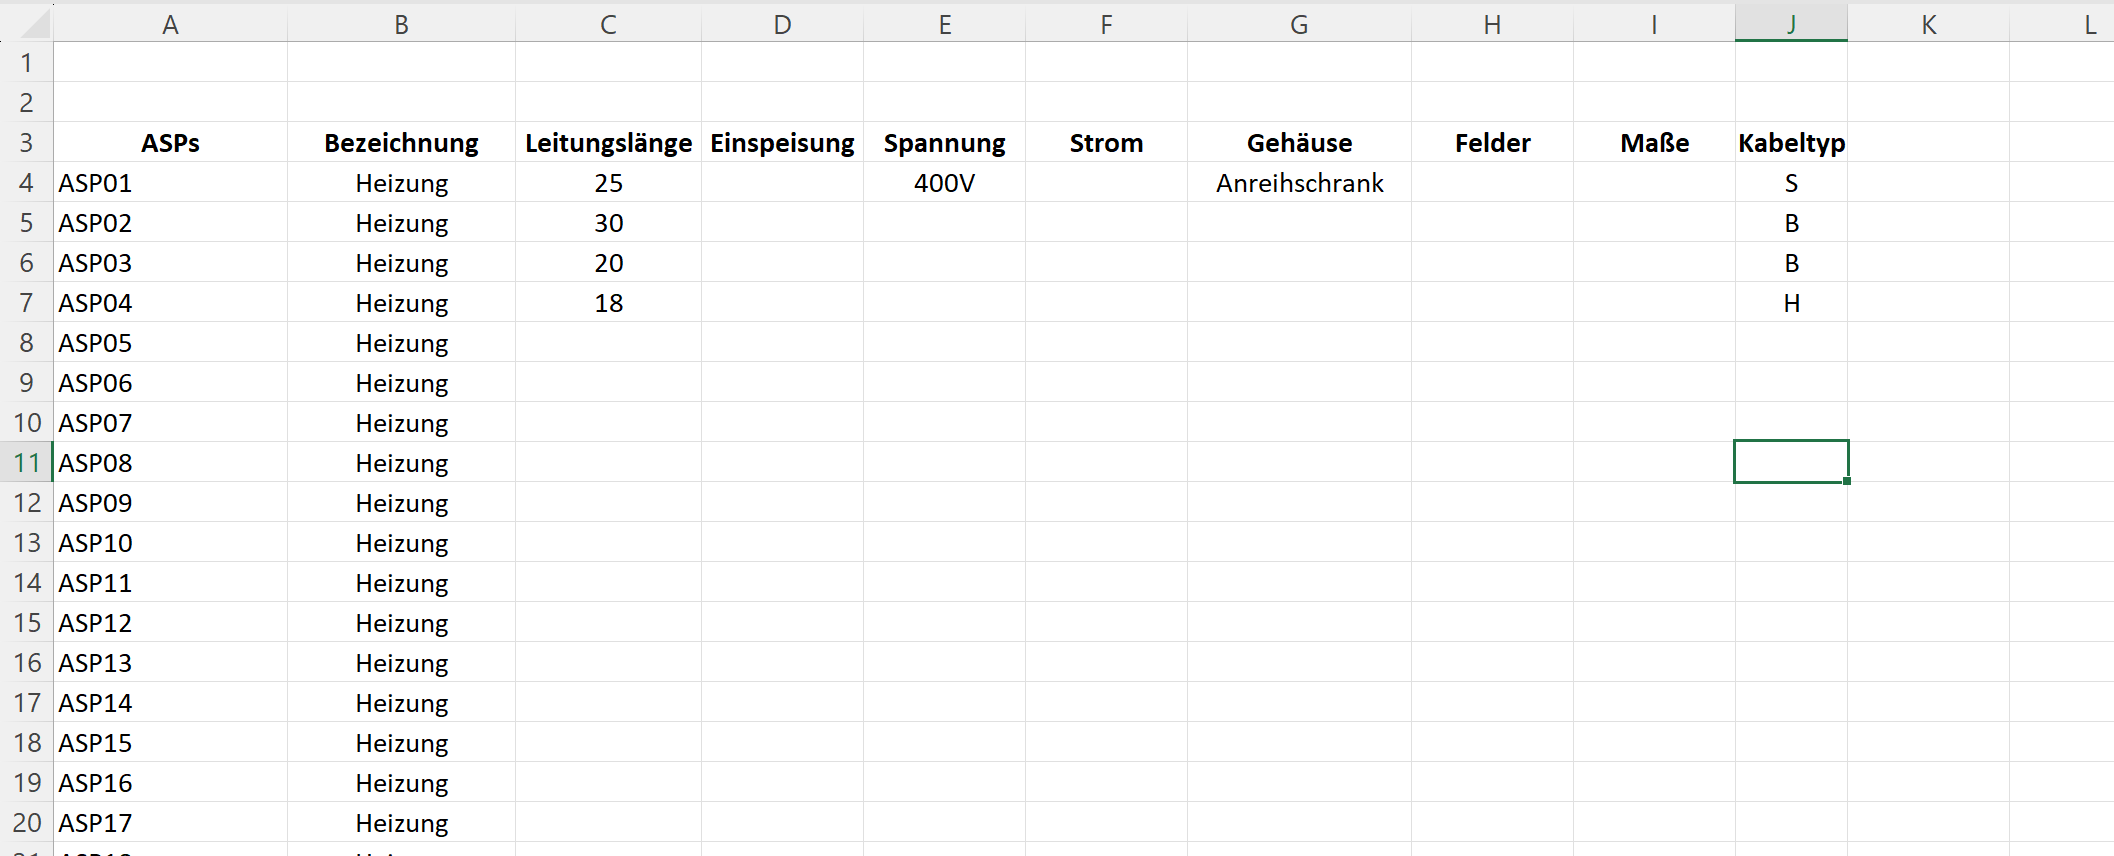 A B C D E F G H I J K L
1
2
3 ASPs Bezeichnung Leitungslänge Einspeisung Spannung Strom Gehäuse Felder Maße Kabeltyp
4 ASP01 Heizung 25 400V Anreihschrank S
5 ASP02 Heizung 30 B
6 ASP03 Heizung 20 B
7 ASP04 Heizung 18 H
8 ASP05 Heizung
9 ASP06 Heizung
10 ASP07 Heizung
11 ASP08 Heizung
12 ASP09 Heizung
13 ASP10 Heizung
14 ASP11 Heizung
15 ASP12 Heizung
16 ASP13 Heizung
17 ASP14 Heizung
18 ASP15 Heizung
19 ASP16 Heizung
20 ASP17 Heizung